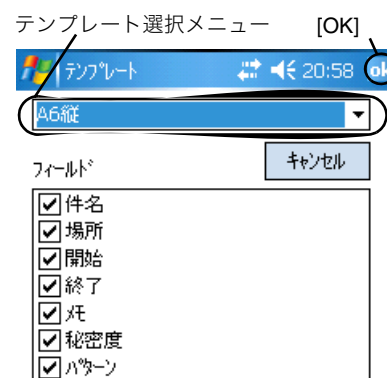 テンプレート選択メニュー [OK]
テンプレート 20:58 ok
A6縦
フィールド キャンセル
件名
場所
開始
終了
メモ
秘密度
パターン